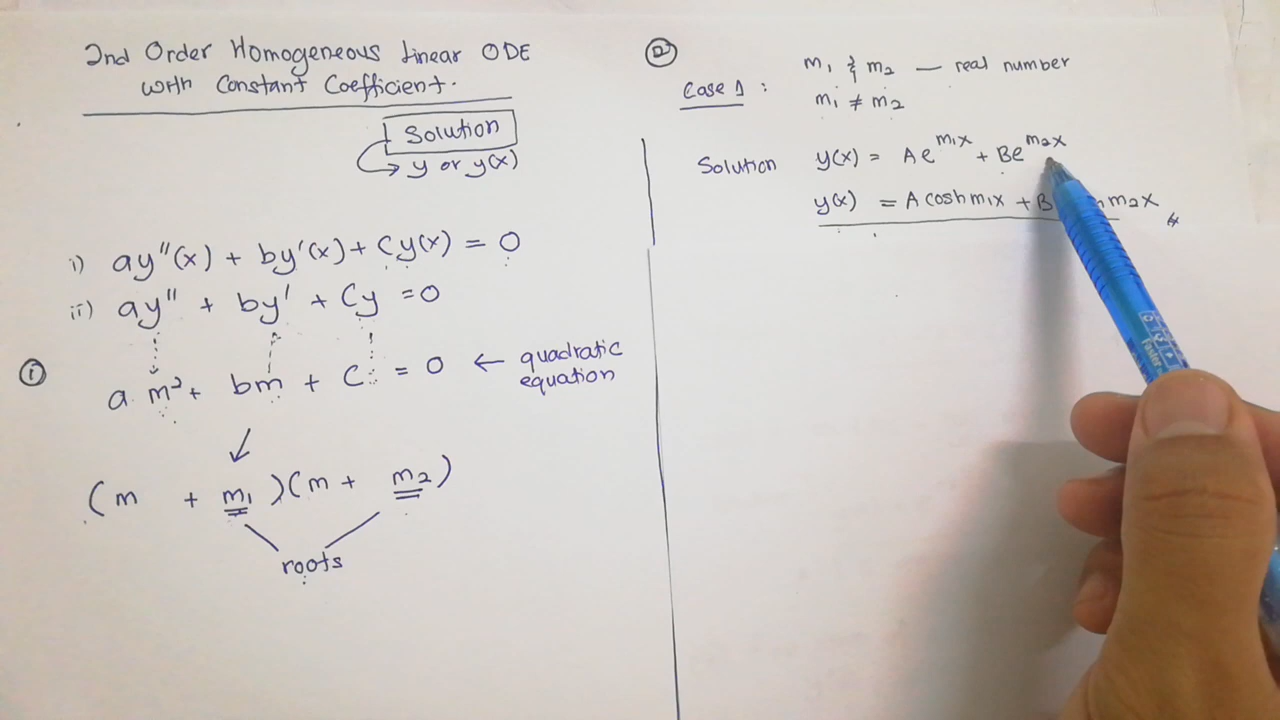 2nd Order Homogeneous Linear ODE
with Constant Coefficient.
Solution
y or y(x)
i) ay''(x) + by'(x) + Cy(x) = 0
ii) ay'' + by' + Cy = 0
① a m² + bm + C = 0 ← quadratic
equation
(m + m₁)(m + m₂)
roots
②
Case 1 : m₁ & m₂ — real number
m₁ ≠ m₂
Solution y(x) = Ae^m₁x + Be^m₂x
y(x) = A cosh m₁x + B m₂x
Faster